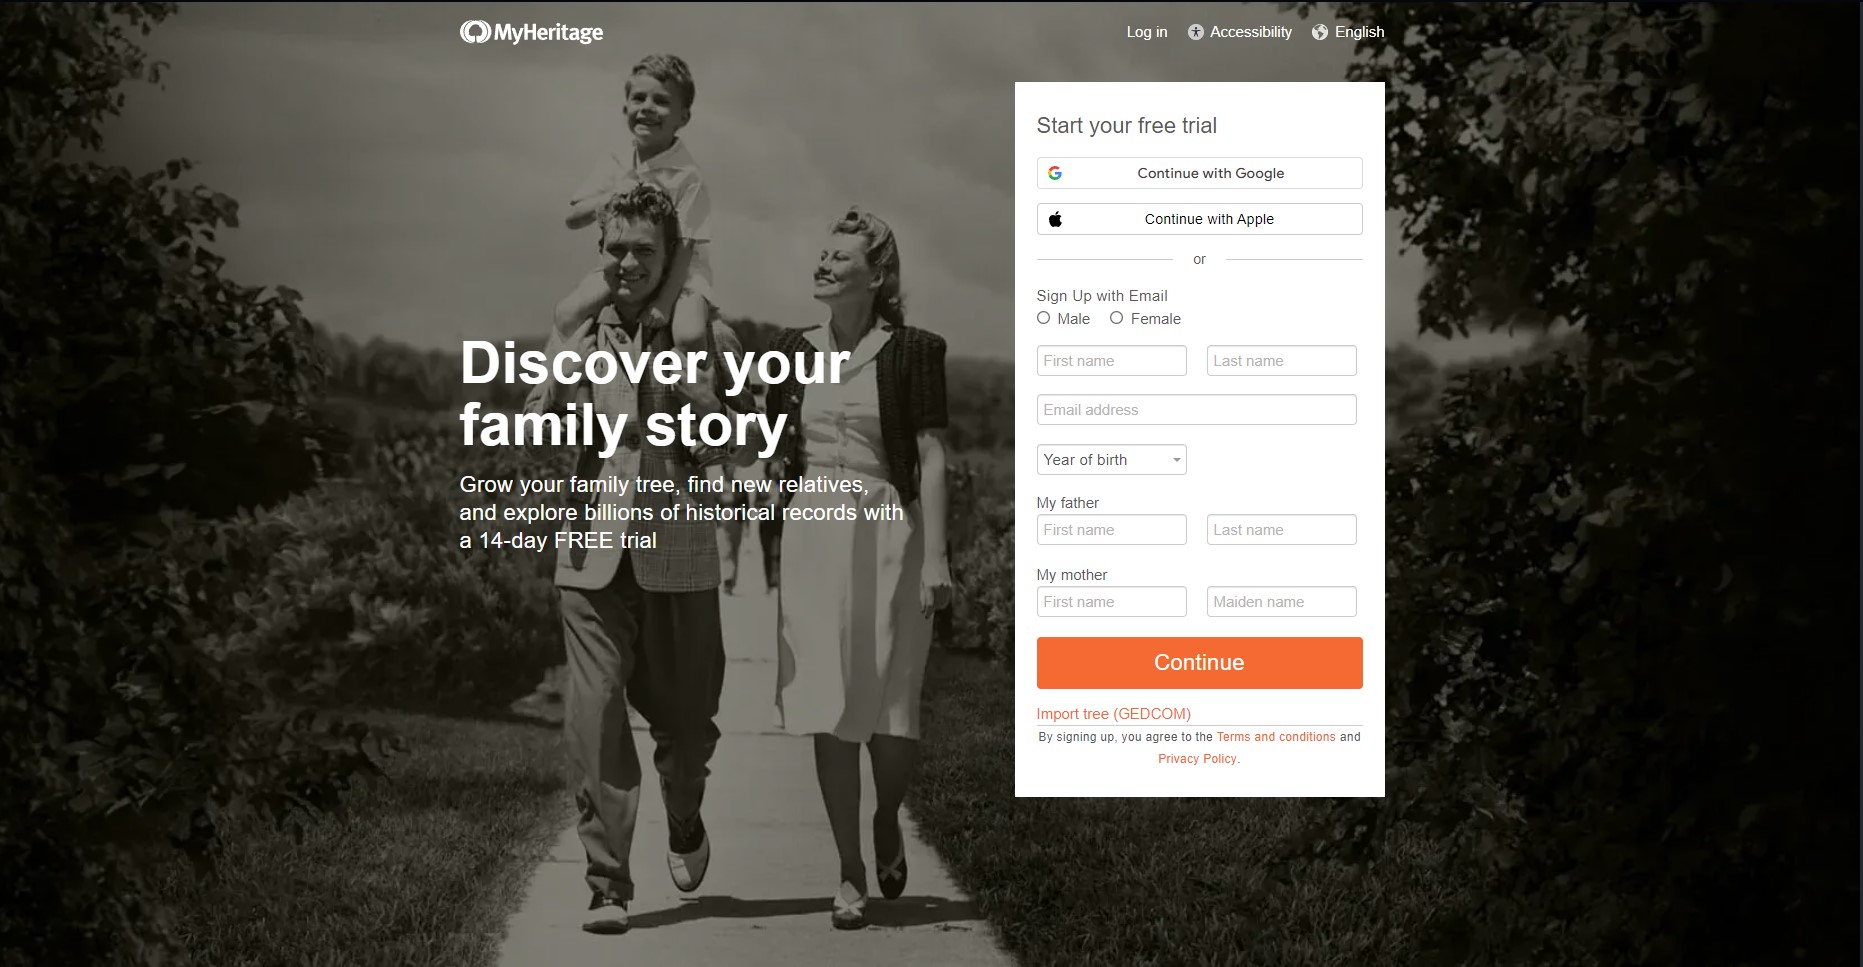 MyHeritage
Log in Accessibility English
Discover your
family story
Grow your family tree, find new relatives,
and explore billions of historical records with
a 14-day FREE trial
Start your free trial
Continue with Google
Continue with Apple
or
Sign Up with Email
Male Female
First name Last name
Email address
Year of birth
My father
First name Last name
My mother
First name Maiden name
Continue
Import tree (GEDCOM)
By signing up, you agree to the Terms and conditions and
Privacy Policy.